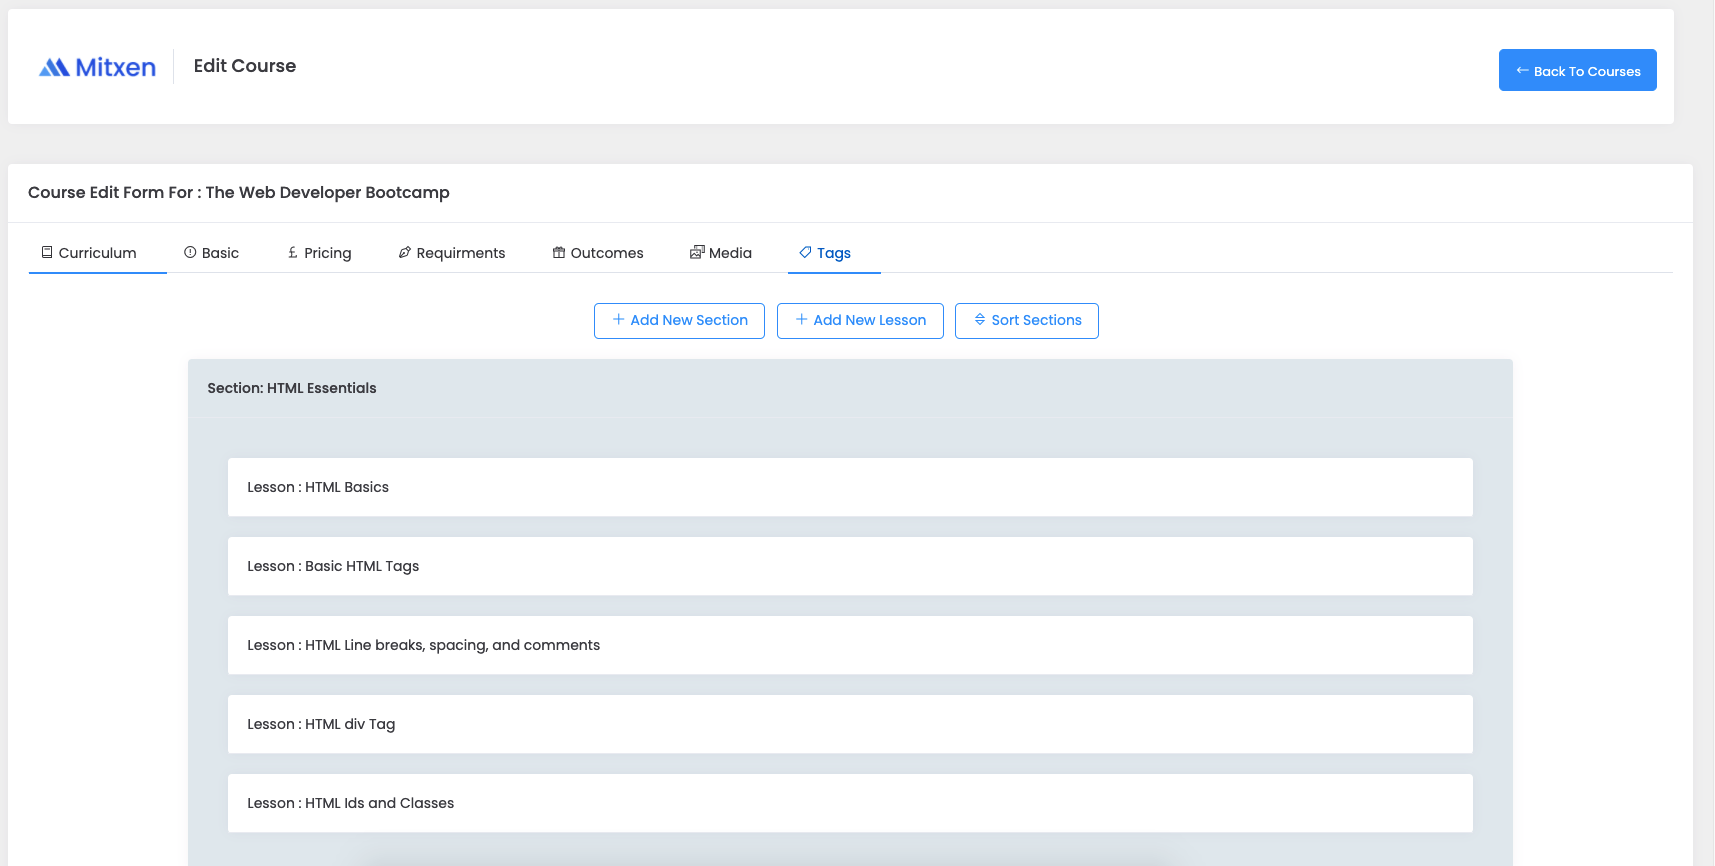 Mitxen
Edit Course
← Back To Courses
Course Edit Form For : The Web Developer Bootcamp
Curriculum
Basic
£ Pricing
Requirments
Outcomes
Media
Tags
+ Add New Section
+ Add New Lesson
Sort Sections
Section: HTML Essentials
Lesson : HTML Basics
Lesson : Basic HTML Tags
Lesson : HTML Line breaks, spacing, and comments
Lesson : HTML div Tag
Lesson : HTML Ids and Classes